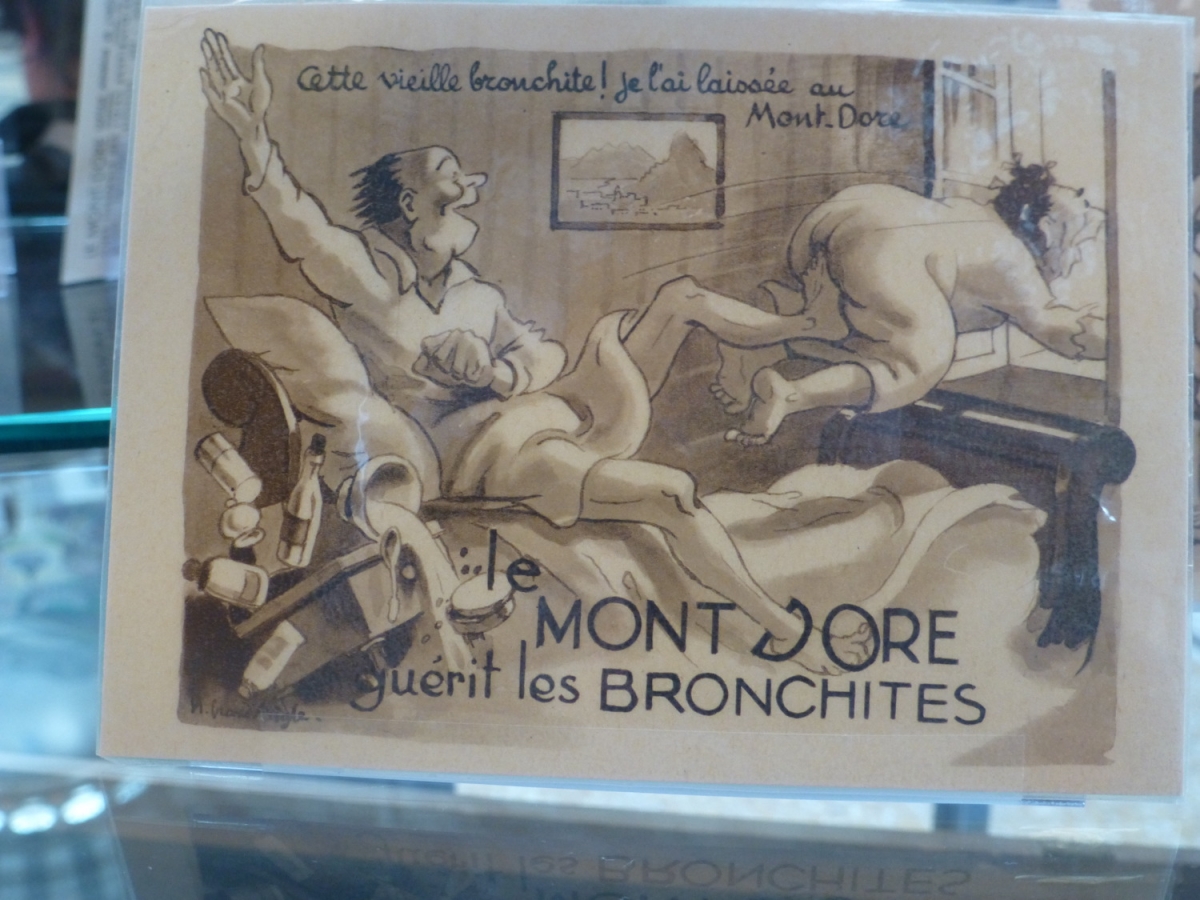 Cette vieille bronchite! je l'ai laissée au
Mont-Dore
:le
MONT DORE
guérit les BRONCHITES